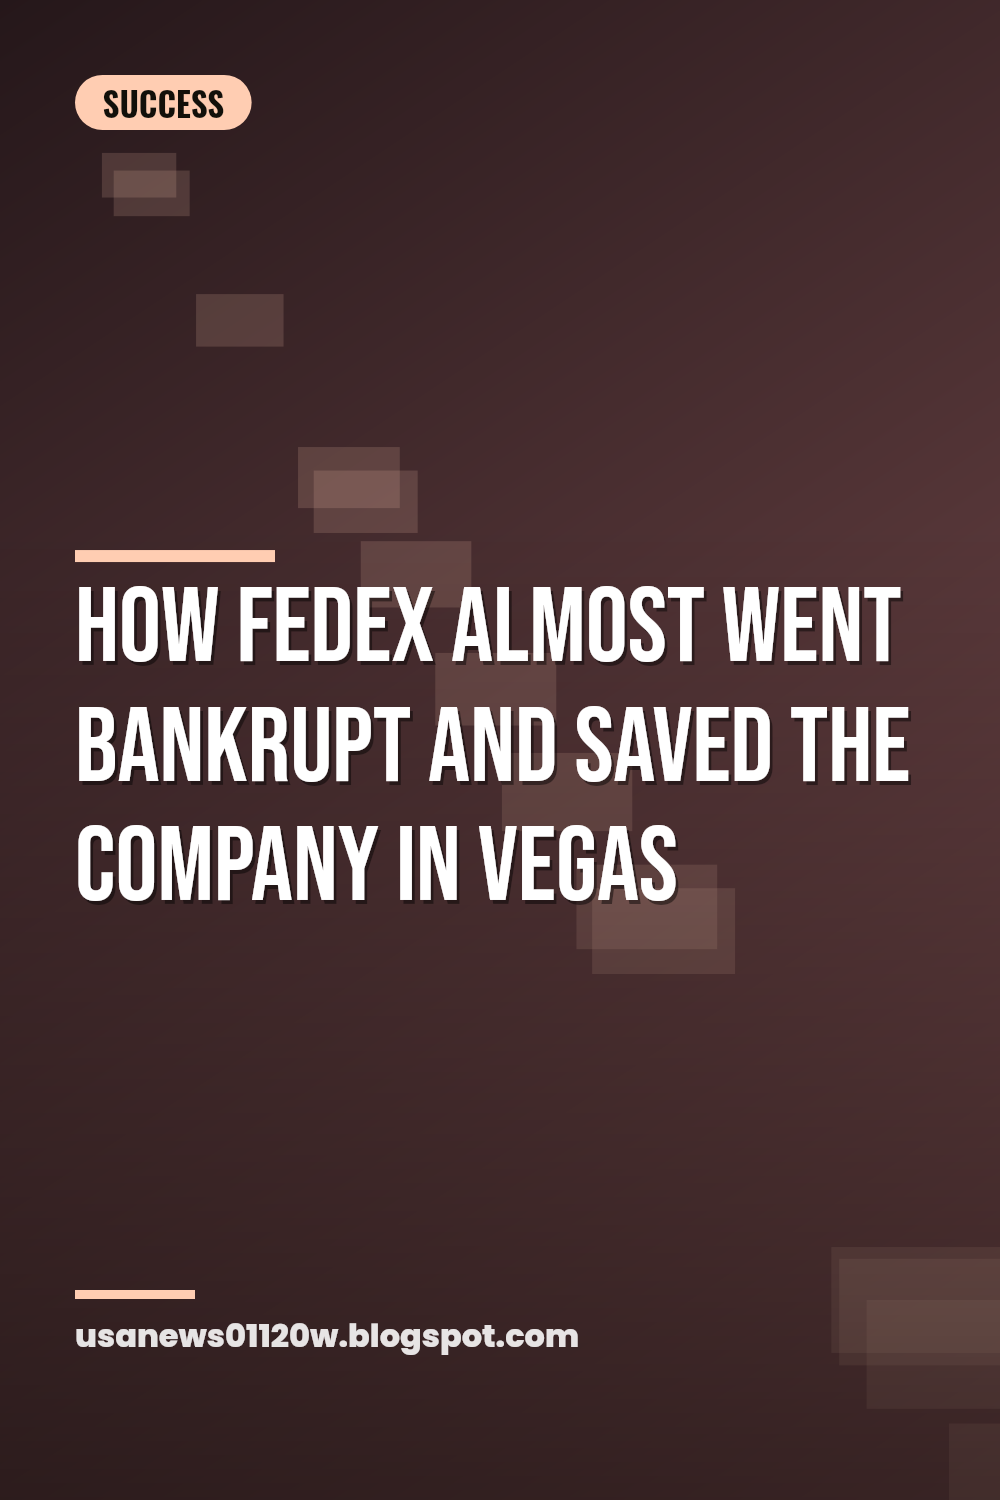 SUCCESS
HOW FEDEX ALMOST WENT
BANKRUPT AND SAVED THE
COMPANY IN VEGAS
usanews01120w.blogspot.com